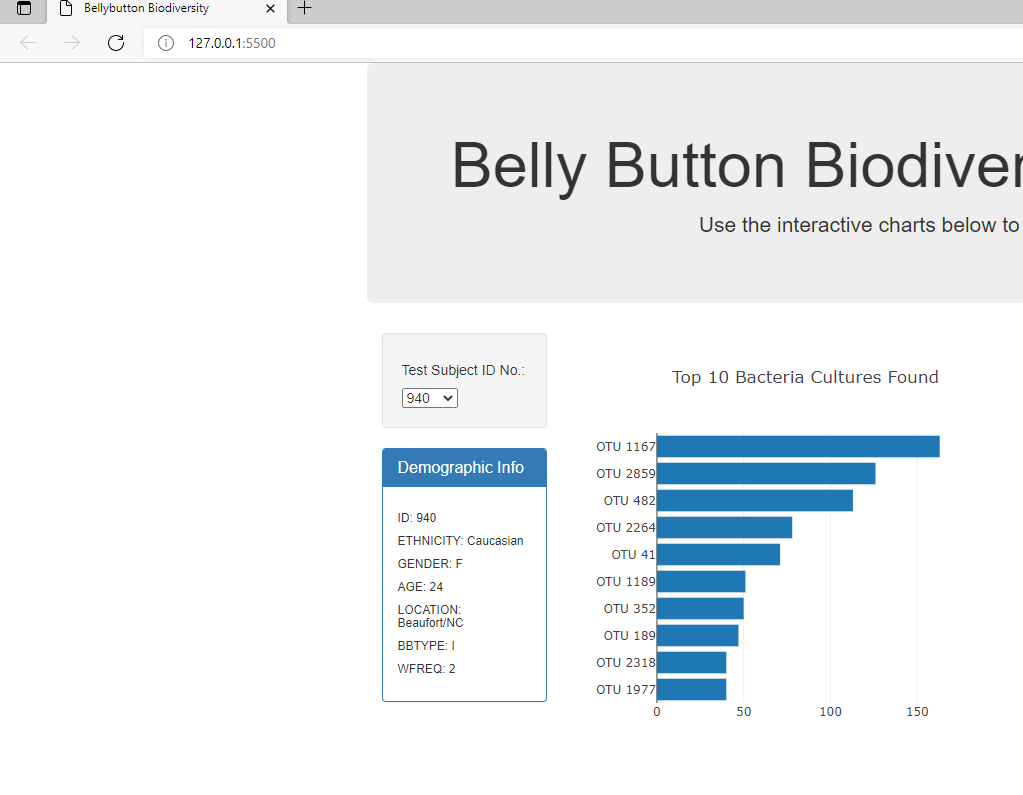 Bellybutton Biodiversity
127.0.0.1:5500
Belly Button Biodiver
Use the interactive charts below to
Test Subject ID No.:
940
Demographic Info
ID: 940
ETHNICITY: Caucasian
GENDER: F
AGE: 24
LOCATION:
Beaufort/NC
BBTYPE: I
WFREQ: 2
Top 10 Bacteria Cultures Found
OTU 1167
OTU 2859
OTU 482
OTU 2264
OTU 41
OTU 1189
OTU 352
OTU 189
OTU 2318
OTU 1977
0 50 100 150